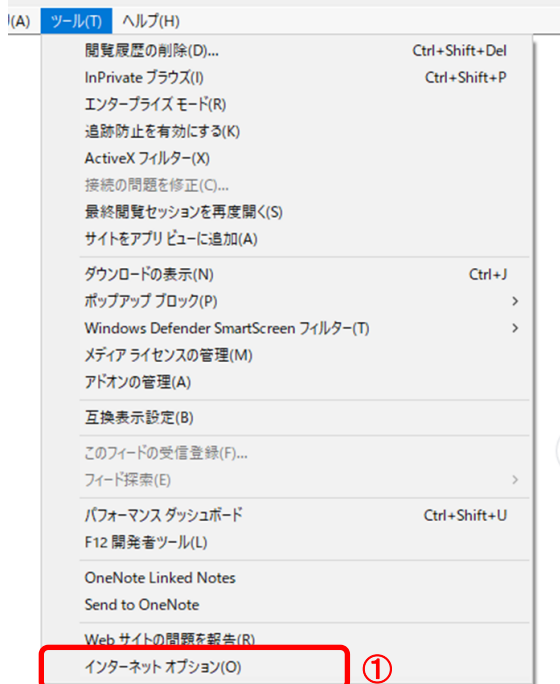 (A) ツール(T) ヘルプ(H)
閲覧履歴の削除(D)... Ctrl+Shift+Del
InPrivate ブラウズ(I) Ctrl+Shift+P
エンタープライズ モード(R)
追跡防止を有効にする(K)
ActiveX フィルター(X)
接続の問題を修正(C)...
最終閲覧セッションを再度開く(S)
サイトをアプリ ビューに追加(A)
ダウンロードの表示(N) Ctrl+J
ポップアップ ブロック(P)
Windows Defender SmartScreen フィルター(T)
メディア ライセンスの管理(M)
アドオンの管理(A)
互換表示設定(B)
このフィードの受信登録(F)...
フィード探索(E)
パフォーマンス ダッシュボード Ctrl+Shift+U
F12 開発者ツール(L)
OneNote Linked Notes
Send to OneNote
Web サイトの問題を報告(R)
インターネット オプション(O) ①